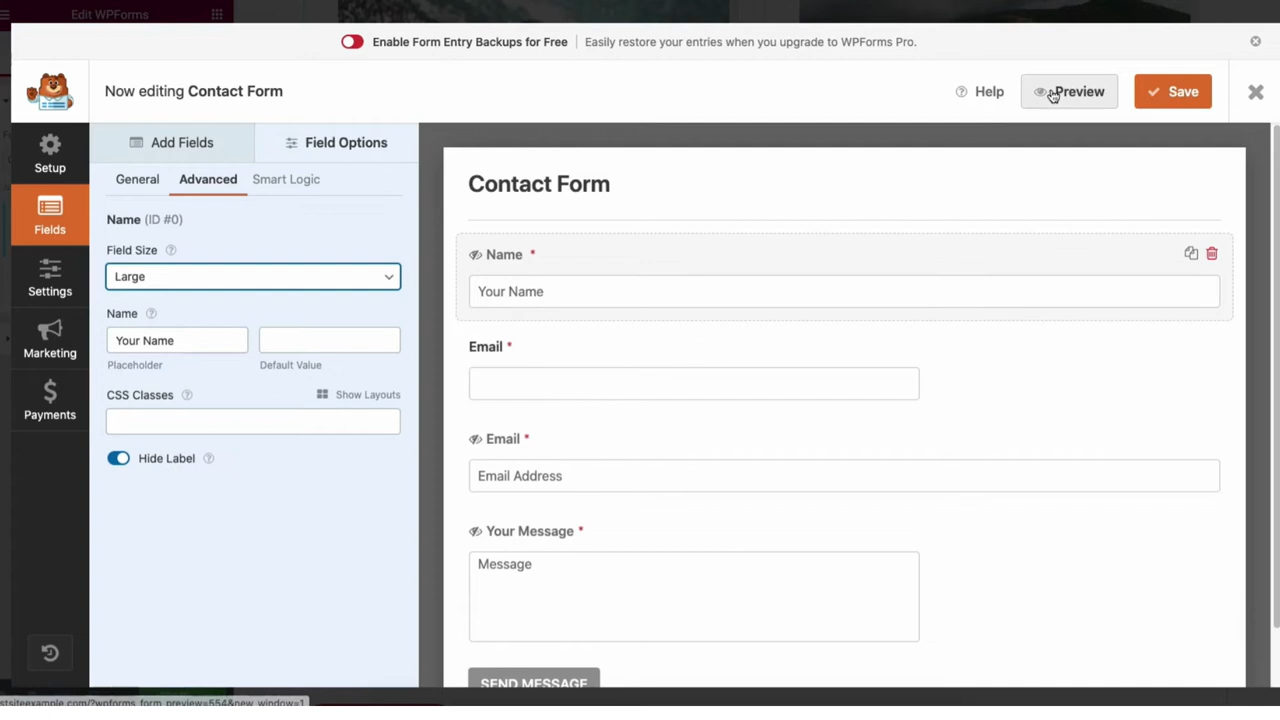 Edit WPForms
Enable Form Entry Backups for Free | Easily restore your entries when you upgrade to WPForms Pro.
Now editing Contact Form
Help
Preview
Save
Setup
Fields
Settings
Marketing
Payments
Add Fields
Field Options
General
Advanced
Smart Logic
Name (ID #0)
Field Size
Large
Name
Your Name
Placeholder
Default Value
CSS Classes
Show Layouts
Hide Label
Contact Form
Name *
Your Name
Email *
Email *
Email Address
Your Message *
Message
SEND MESSAGE
stsiteexample.com/?wpforms_form_preview=554&new_window=1